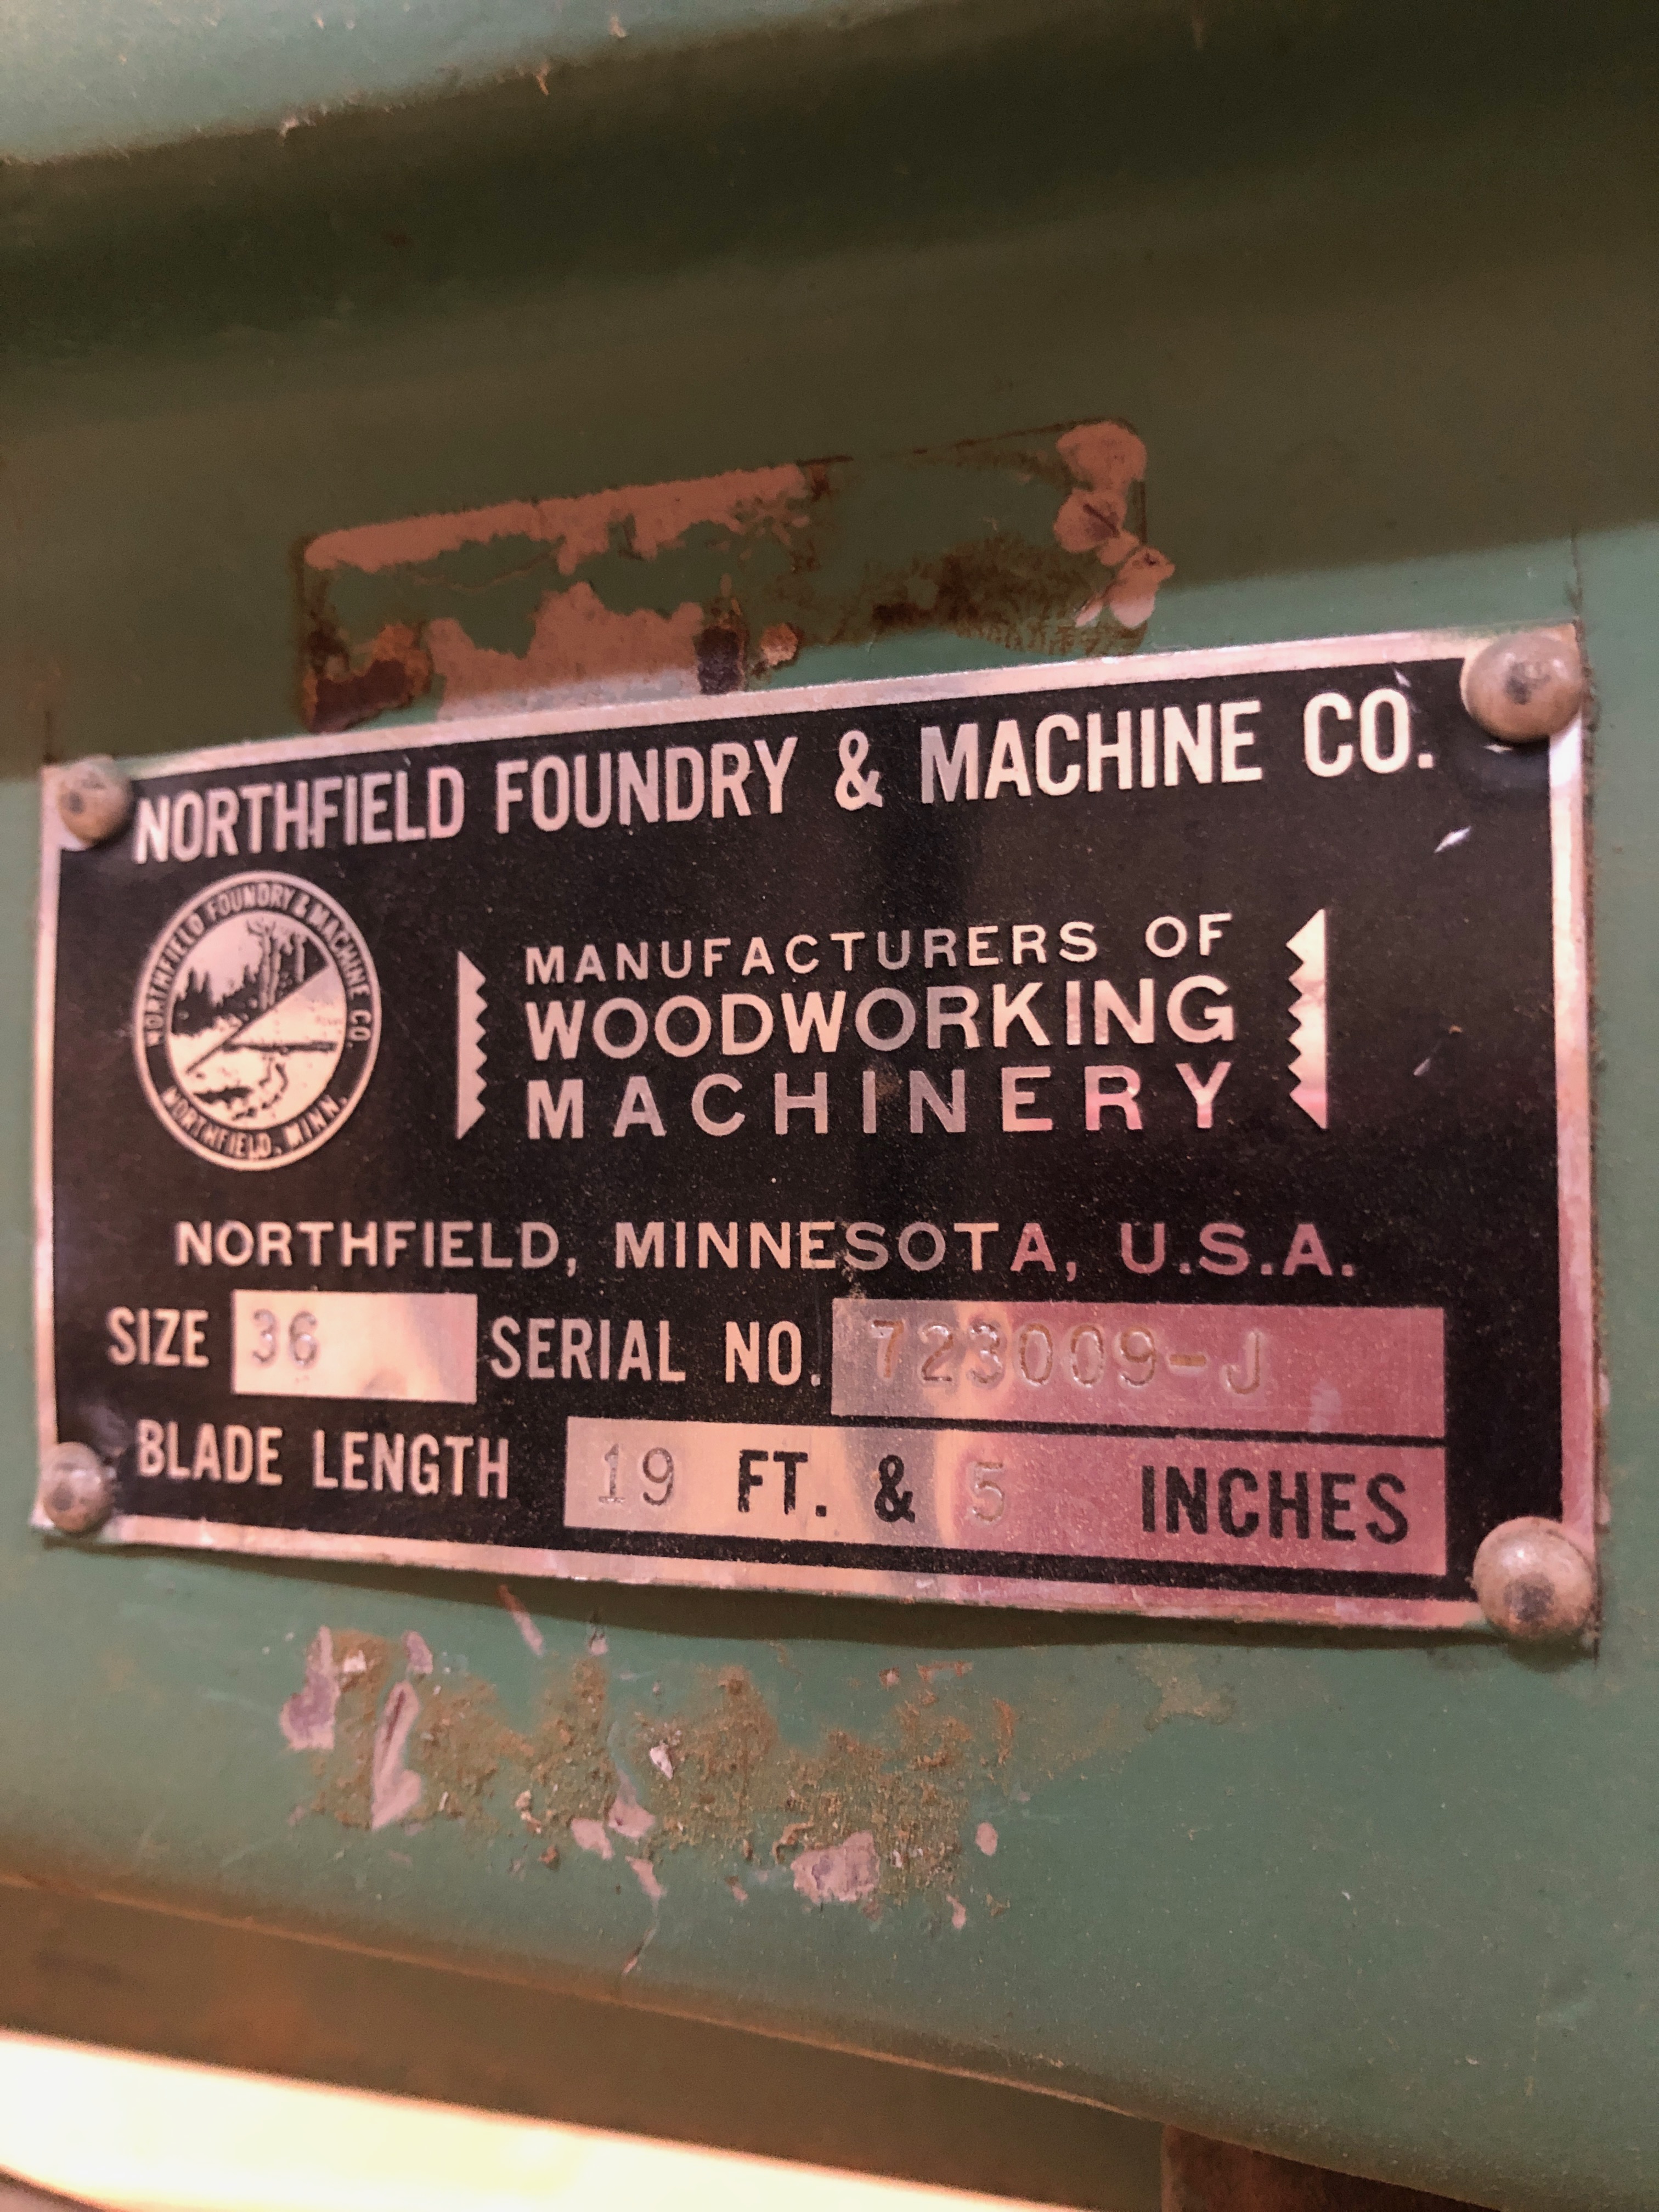 NORTHFIELD FOUNDRY & MACHINE CO.
NORTHFIELD FOUNDRY & MACHINE CO.
NORTHFIELD, MINN.
MANUFACTURERS OF
WOODWORKING
MACHINERY
NORTHFIELD, MINNESOTA, U.S.A.
SIZE 36 SERIAL NO. 723009-J
BLADE LENGTH 19 FT. & 5 INCHES